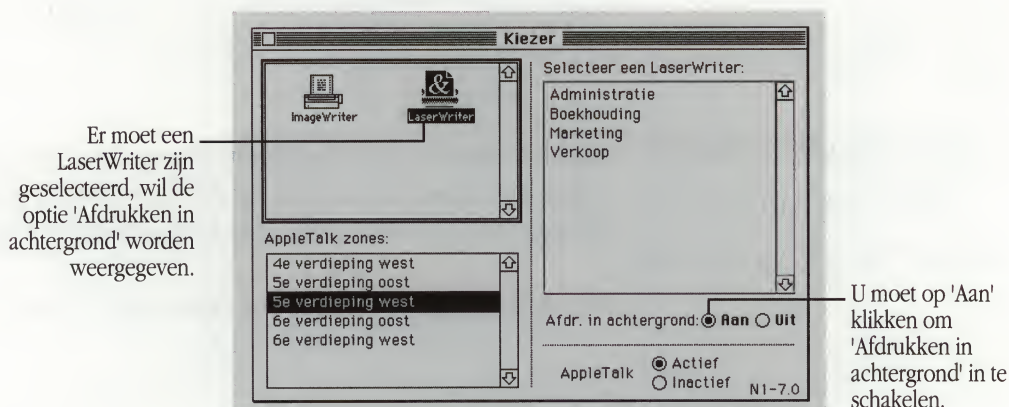 Er moet een
LaserWriter zijn
geselecteerd, wil de
optie 'Afdrukken in
achtergrond' worden
weergegeven.
Kiezer
ImageWriter
LaserWriter
AppleTalk zones:
4e verdieping west
5e verdieping oost
5e verdieping west
6e verdieping oost
6e verdieping west
Selecteer een LaserWriter:
Administratie
Boekhouding
Marketing
Verkoop
Afdr. in achtergrond: Aan Uit
AppleTalk
Actief
Inactief
N1-7.0
U moet op 'Aan'
klikken om
'Afdrukken in
achtergrond' in te
schakelen.